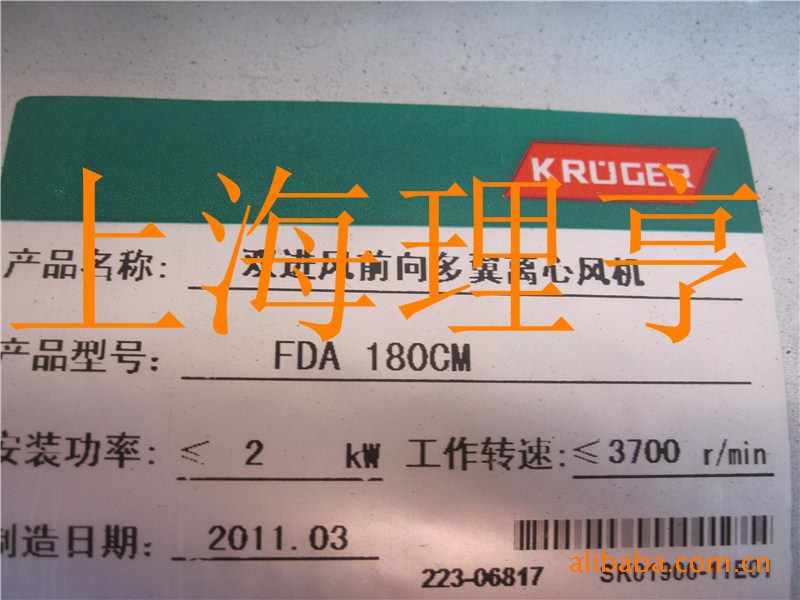 KRÜGER
上海理亨
产品名称: 双进风前向多翼离心风机
产品型号: FDA 180CM
安装功率: ≤ 2 kW 工作转速: ≤3700 r/min
制造日期: 2011.03
alibaba.com.cn
223-06817